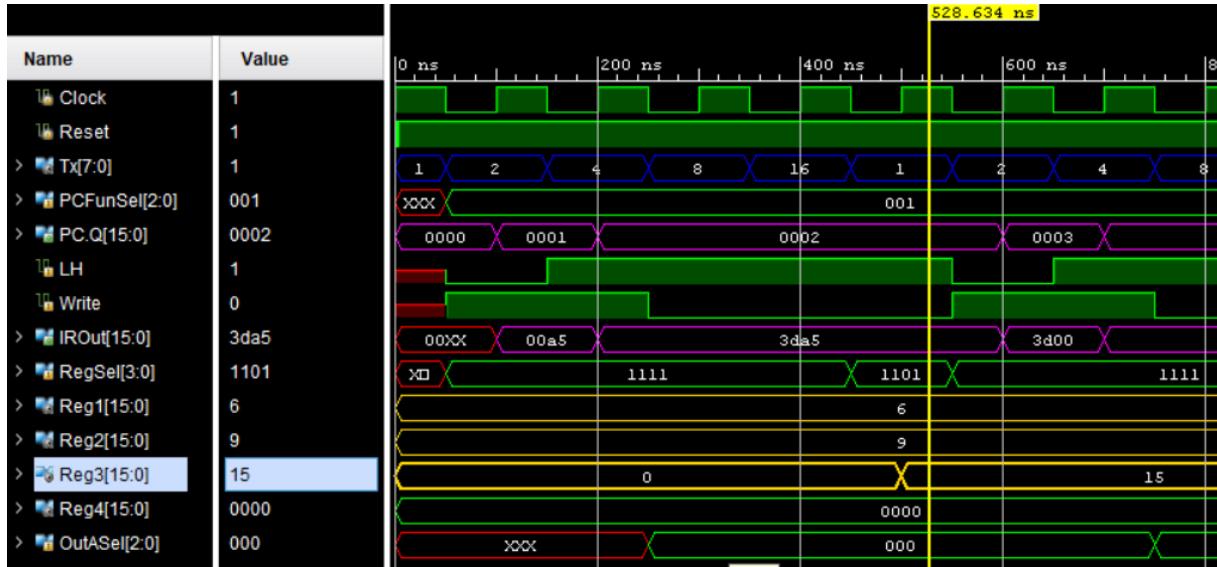 528.634 ns
Name Value 0 ns 200 ns 400 ns 600 ns 8
Clock 1
Reset 1
Tx[7:0] 1 1 2 4 8 16 1 2 4 8
PCFunSel[2:0] 001 XXX 001
PC.Q[15:0] 0002 0000 0001 0002 0003
LH 1
Write 0
IROut[15:0] 3da5 00XX 00a5 3da5 3d00
RegSel[3:0] 1101 X 1111 1101 1111
Reg1[15:0] 6 6
Reg2[15:0] 9 9
Reg3[15:0] 15 0 15
Reg4[15:0] 0000 0000
OutASel[2:0] 000 XXX 000